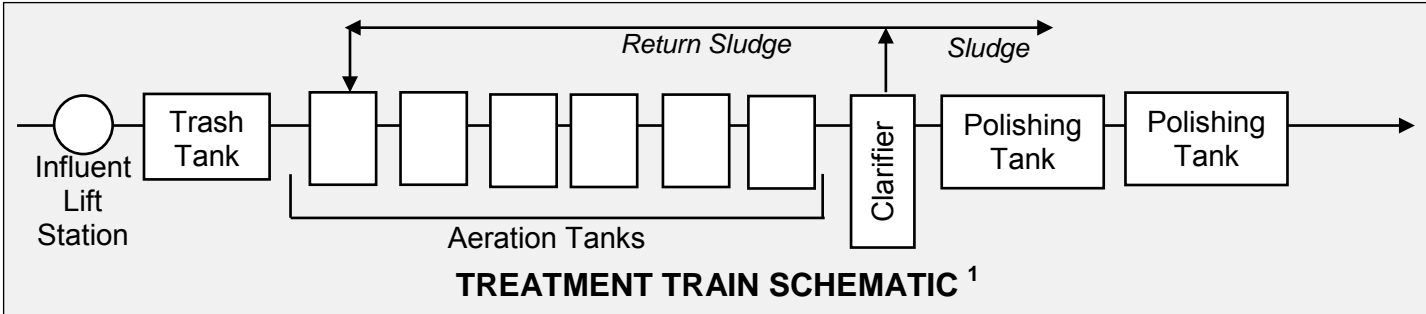 Return Sludge
Sludge
Trash
Tank
Influent
Lift
Station
Aeration Tanks
Clarifier
Polishing
Tank
Polishing
Tank
TREATMENT TRAIN SCHEMATIC 1